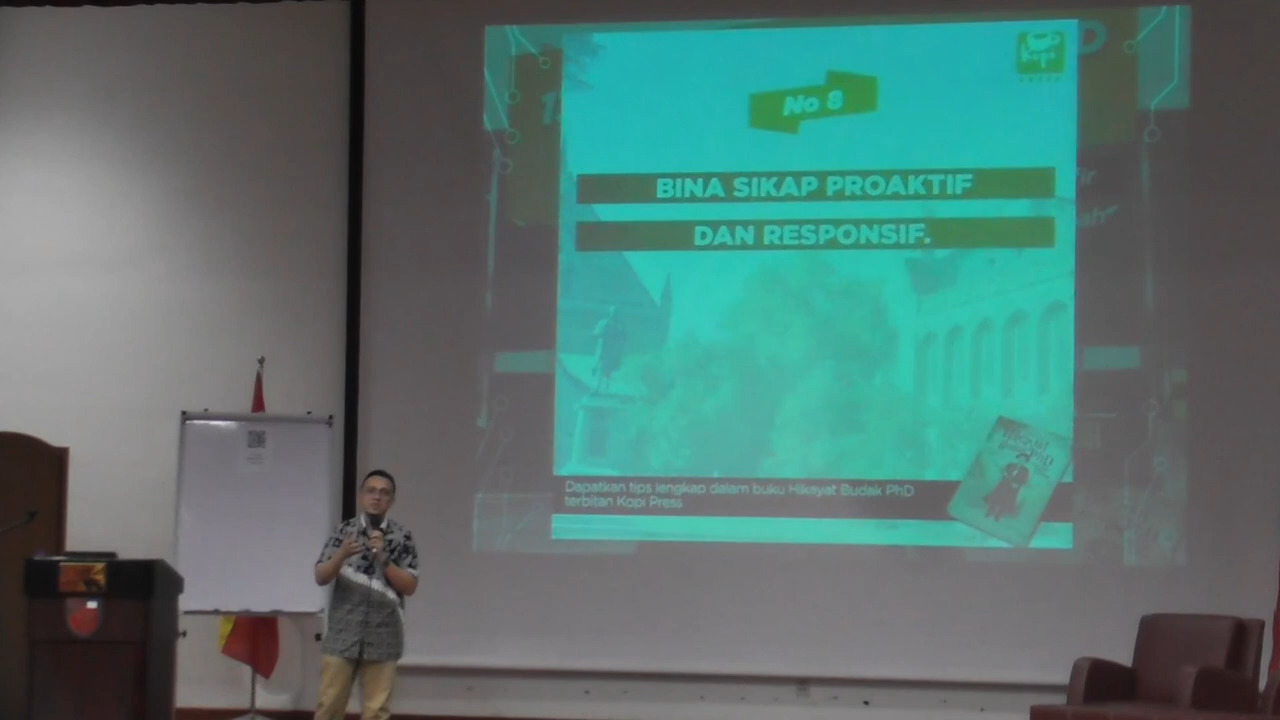 No 8
BINA SIKAP PROAKTIF
DAN RESPONSIF.
Dapatkan tips lengkap dalam buku Hikayat Budak PhD
terbitan Kopi Press